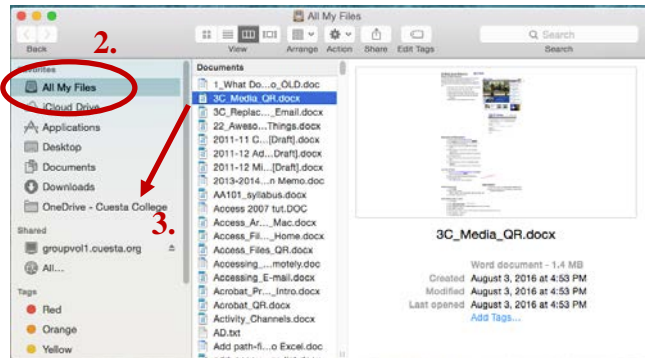 All My Files
Back
View
Arrange
Action
Share
Edit Tags
Search
Search
2.
Favorites
All My Files
iCloud Drive
Applications
Desktop
Documents
Downloads
OneDrive - Cuesta College
3.
Shared
groupvol1.cuesta.org
All...
Tags
Red
Orange
Yellow
Documents
1_What Do...o_OLD.doc
3C_Media_QR.docx
3C_Replac..._Email.docx
22_Aweso...Things.docx
2011-11 C...[Draft].docx
2011-12 Ad...Draft].docx
2011-12 Mi...[Draft].docx
2013-2014...n Memo.doc
AA101_syllabus.docx
Access 2007 tut.DOC
Access_Ar..._Mac.docx
Access_Fil..._Home.docx
Access_Files_QR.docx
Accessing_...motely.doc
Accessing_E-mail.docx
Acrobat_Pr..._Intro.docx
Acrobat_QR.docx
Activity_Channels.docx
AD.txt
Add path-fi...o Excel.doc
3C_Media_QR.docx
Word document - 1.4 MB
Created August 3, 2016 at 4:53 PM
Modified August 3, 2016 at 4:53 PM
Last opened August 3, 2016 at 4:53 PM
Add Tags...